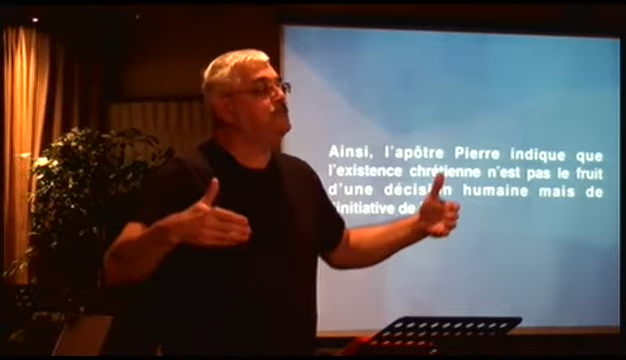 Ainsi, l'apôtre Pierre indique que
l'existence chrétienne n'est pas le fruit
d'une décision humaine mais de
l'initiative de